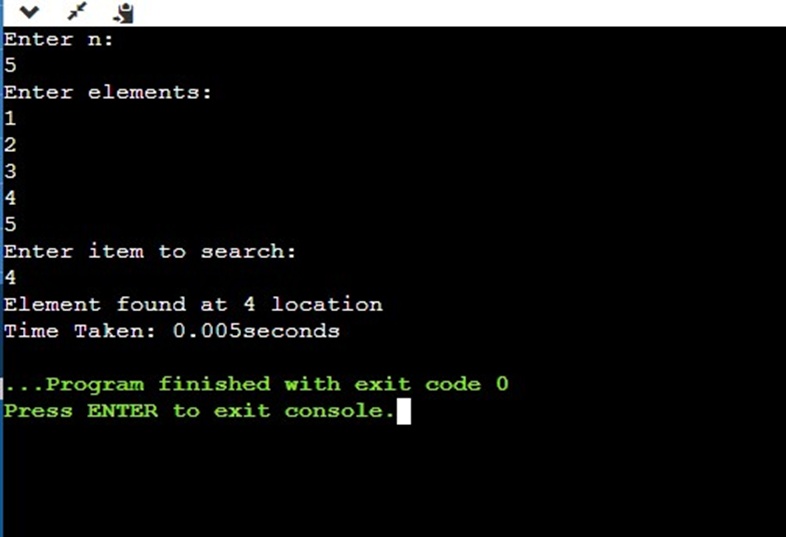 Enter n:
5
Enter elements:
1
2
3
4
5
Enter item to search:
4
Element found at 4 location
Time Taken: 0.005seconds
...Program finished with exit code 0
Press ENTER to exit console.